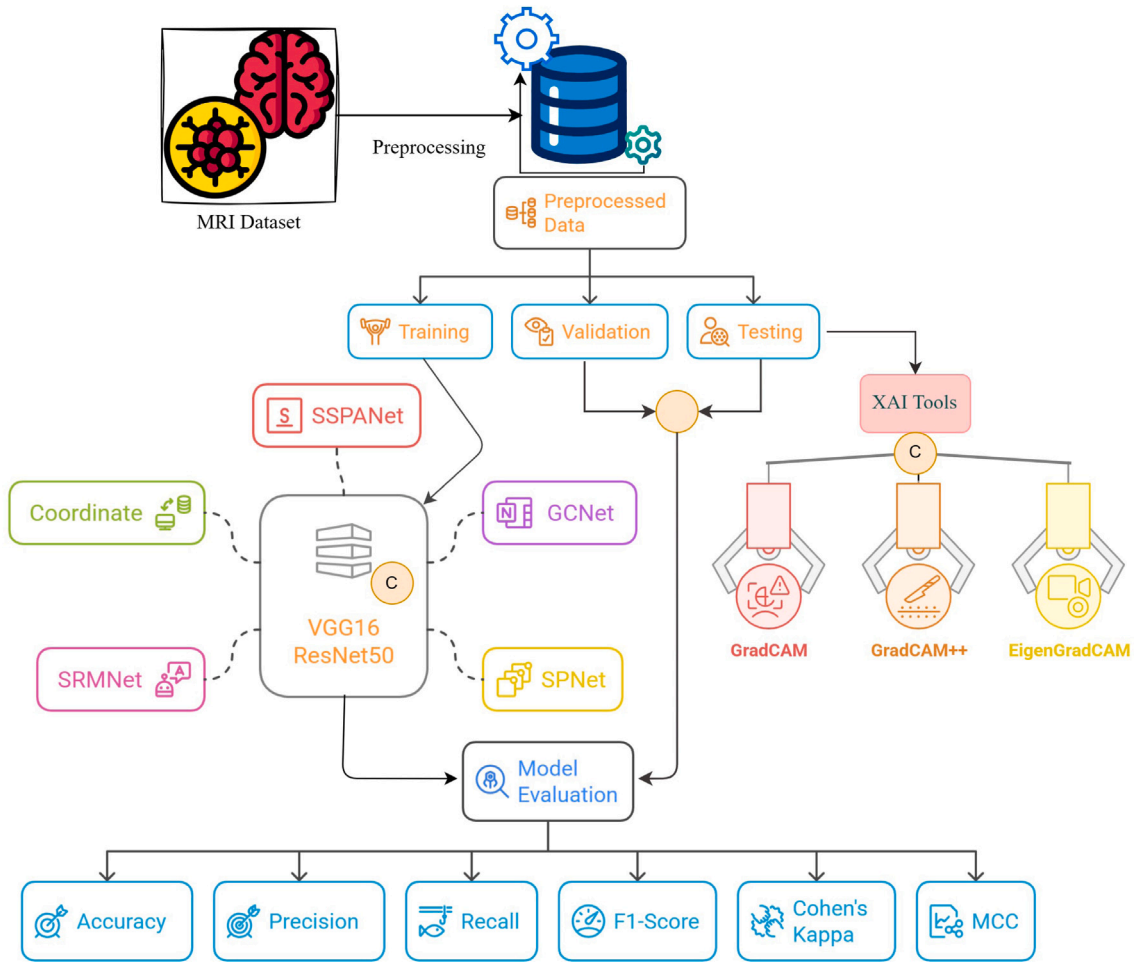 Preprocessing
MRI Dataset
Preprocessed
Data
Training
Validation
Testing
XAI Tools
C
SSPANet
Coordinate
GCNet
C
VGG16
ResNet50
SRMNet
SPNet
GradCAM
GradCAM++
EigenGradCAM
Model
Evaluation
Accuracy
Precision
Recall
F1-Score
Cohen's
Kappa
MCC
S
N
A